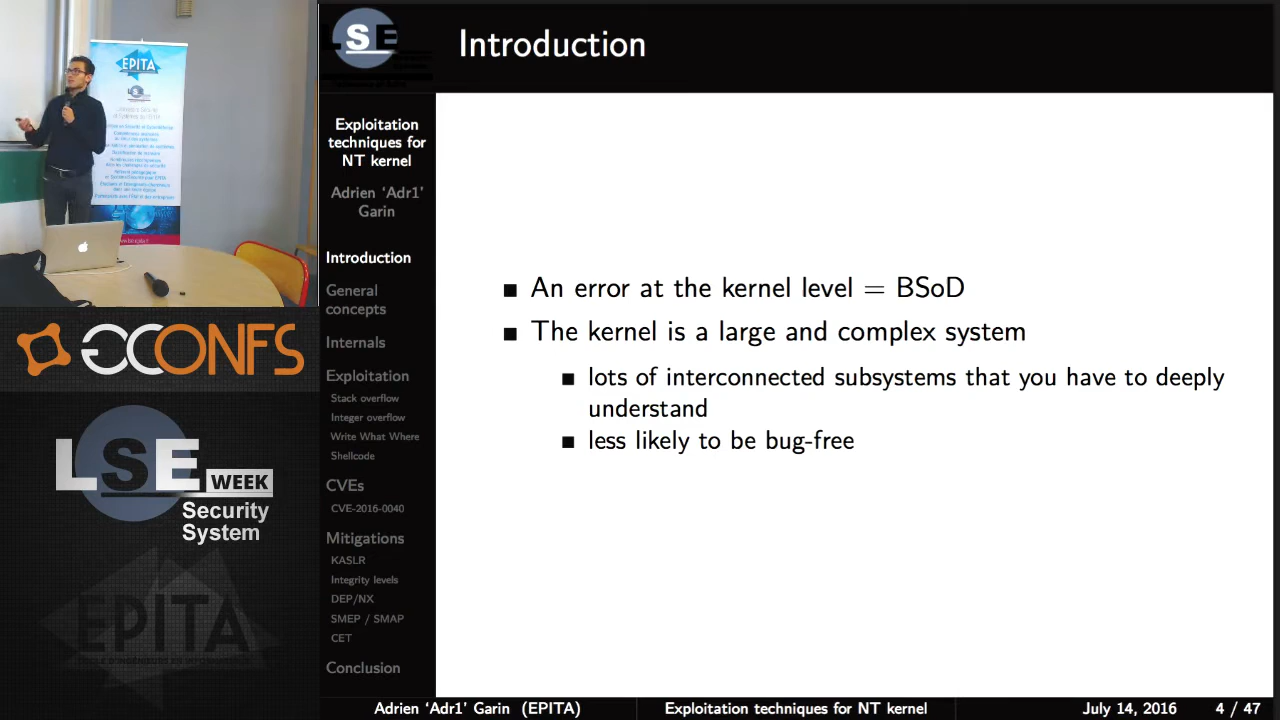 EPITA
LSE
Introduction
Exploitation
techniques for
NT kernel
Adrien ‘Adr1’
Garin
Introduction
General
concepts
Internals
Exploitation
Stack overflow
Integer overflow
Write What Where
Shellcode
CVEs
CVE-2016-0040
Mitigations
KASLR
Integrity levels
DEP/NX
SMEP / SMAP
CET
Conclusion
■ An error at the kernel level = BSoD
■ The kernel is a large and complex system
■ lots of interconnected subsystems that you have to deeply
understand
■ less likely to be bug-free
GCONFS
LSE WEEK
Security
System
EPITA
Adrien ‘Adr1’ Garin (EPITA)
Exploitation techniques for NT kernel
July 14, 2016
4 / 47